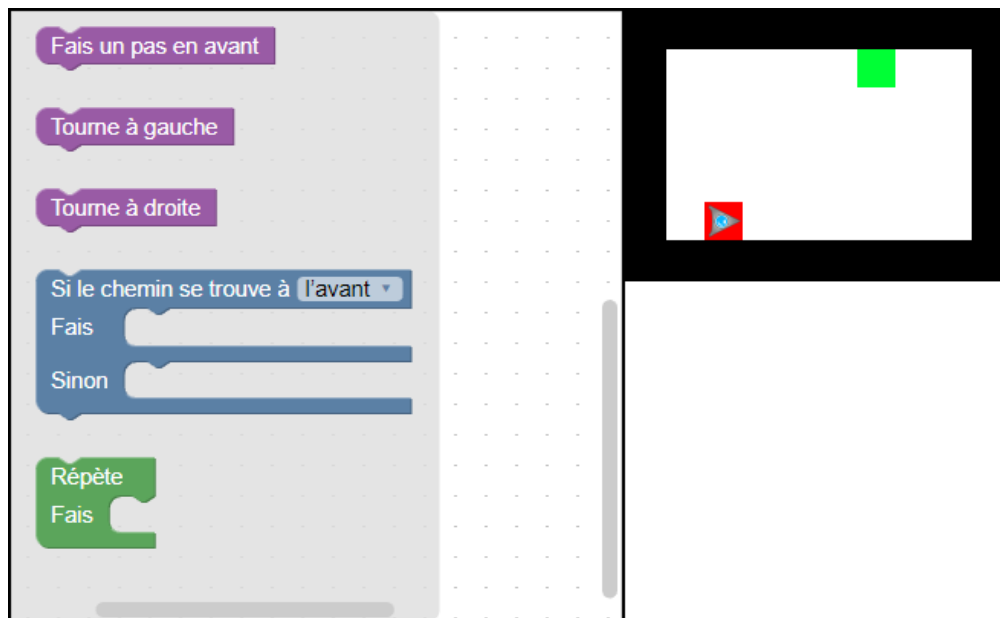 Fais un pas en avant
Tourne à gauche
Tourne à droite
Si le chemin se trouve à l'avant
Fais
Sinon
Répète
Fais